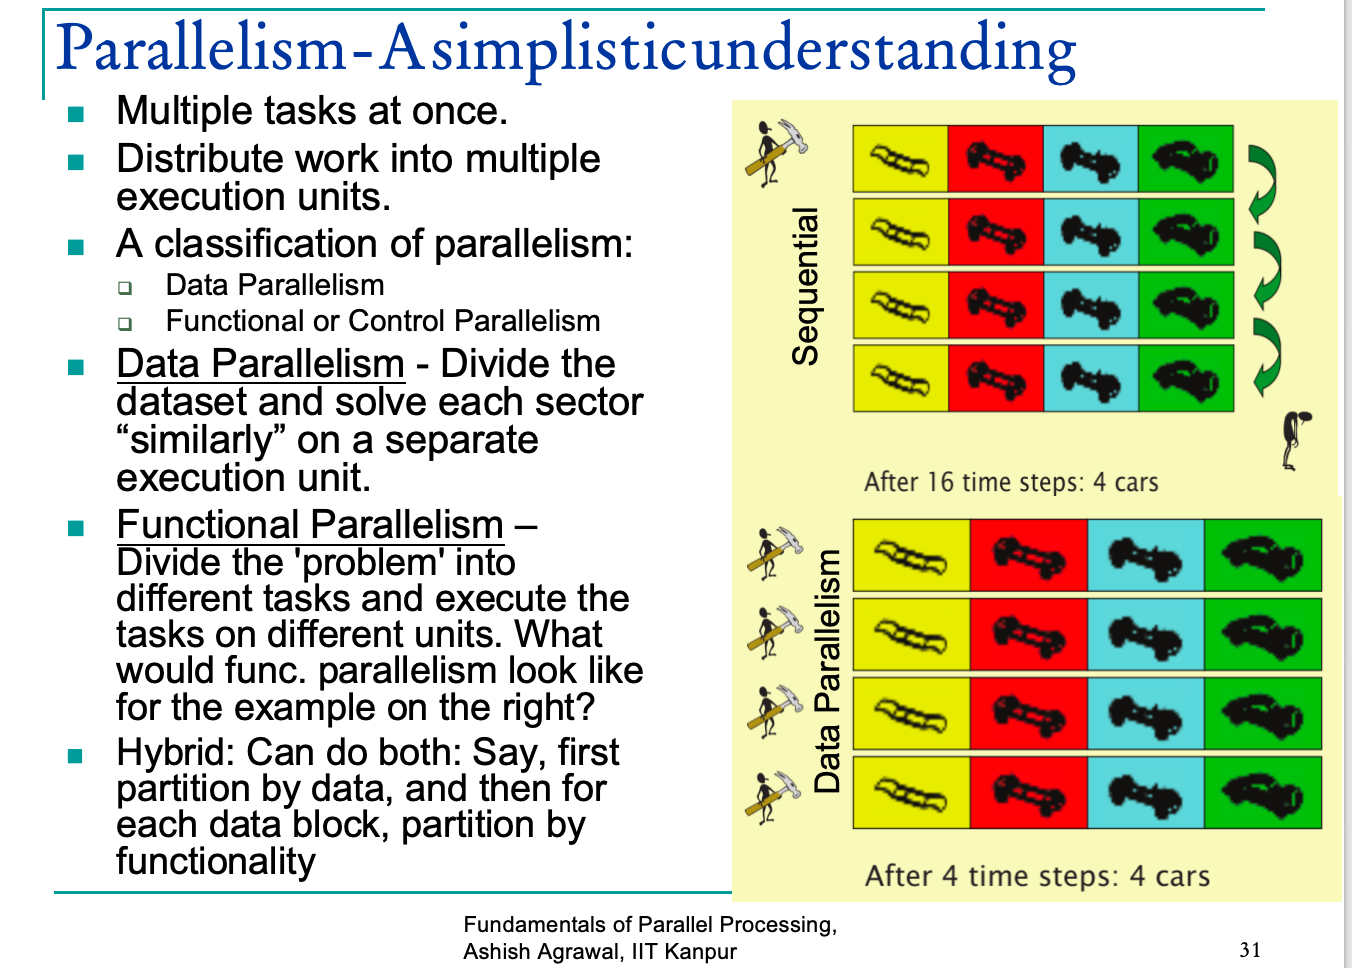 Parallelism - A simplistic understanding
Multiple tasks at once.
Distribute work into multiple
execution units.
A classification of parallelism:
Data Parallelism
Functional or Control Parallelism
Data Parallelism - Divide the
dataset and solve each sector
“similarly” on a separate
execution unit.
Functional Parallelism –
Divide the 'problem' into
different tasks and execute the
tasks on different units. What
would func. parallelism look like
for the example on the right?
Hybrid: Can do both: Say, first
partition by data, and then for
each data block, partition by
functionality
Sequential
After 16 time steps: 4 cars
Data Parallelism
After 4 time steps: 4 cars
Fundamentals of Parallel Processing,
Ashish Agrawal, IIT Kanpur
31